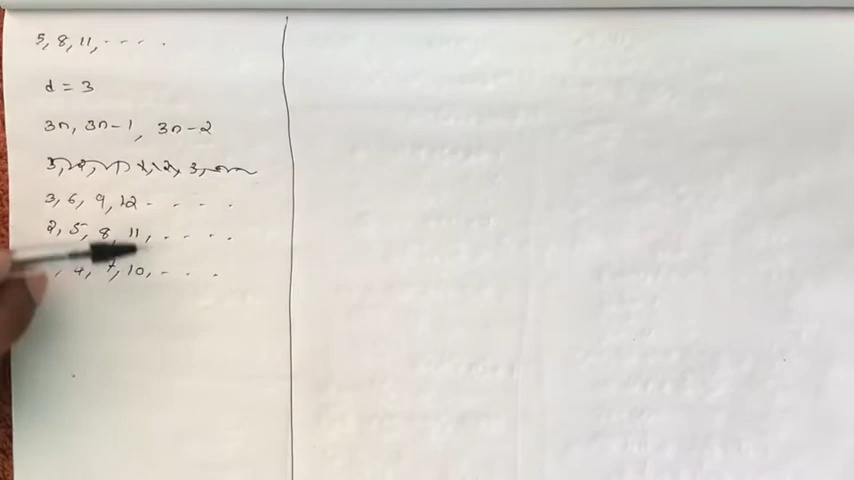 5, 8, 11, - - - .
d = 3
3n, 3n-1, 3n-2
3, 6, 9, 12 - - - - .
2, 5, 8, 11, - - - - .
4, 7, 10, - - - .